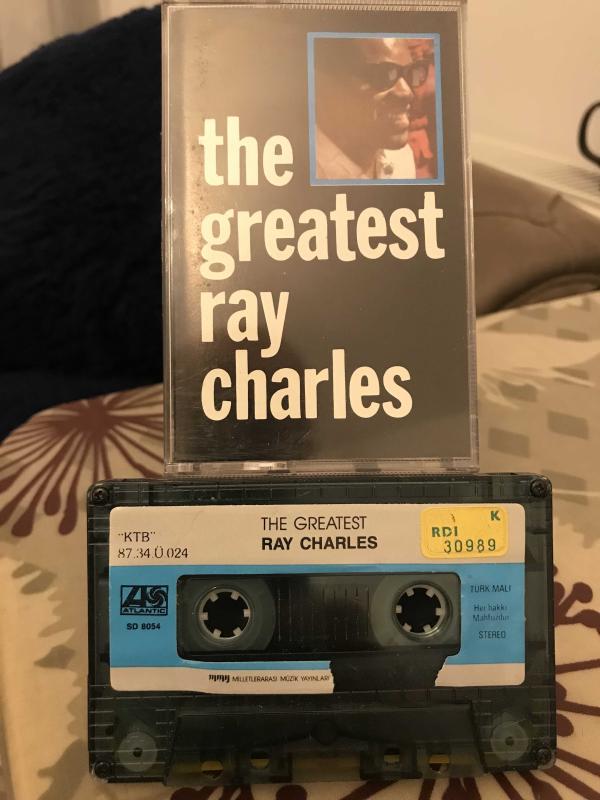 the
greatest
ray
charles
"KTB"
87.34.Ü.024
THE GREATEST
RAY CHARLES
K
RDI
30989
ATLANTIC
SD 8054
TÜRK MALI
Her hakkı
Mahfuzdur
STEREO
mmy MİLLETLERARASI MÜZİK YAYINLARI